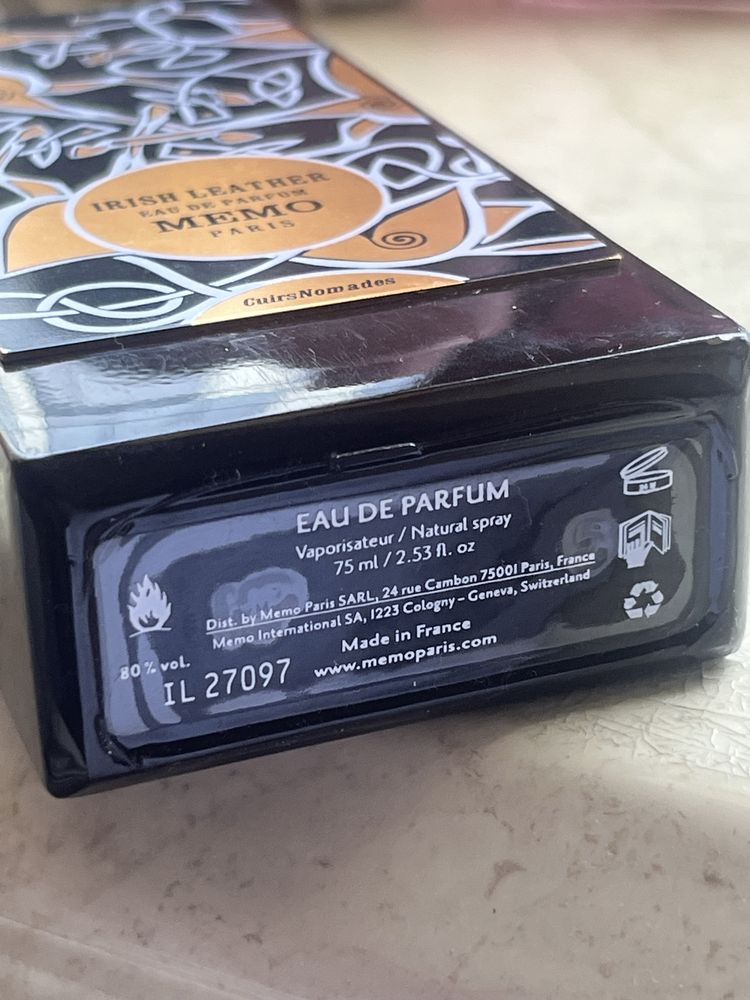 IRISH LEATHER
EAU DE PARFUM
MEMO
PARIS
CuirsNomades
EAU DE PARFUM
Vaporisateur / Natural spray
75 ml / 2.53 fl. oz
Dist. by Memo Paris SARL, 24 rue Cambon 75001 Paris, France
Memo International SA, 1223 Cologny – Geneva, Switzerland
Made in France
80 % vol.
www.memoparis.com
IL 27097